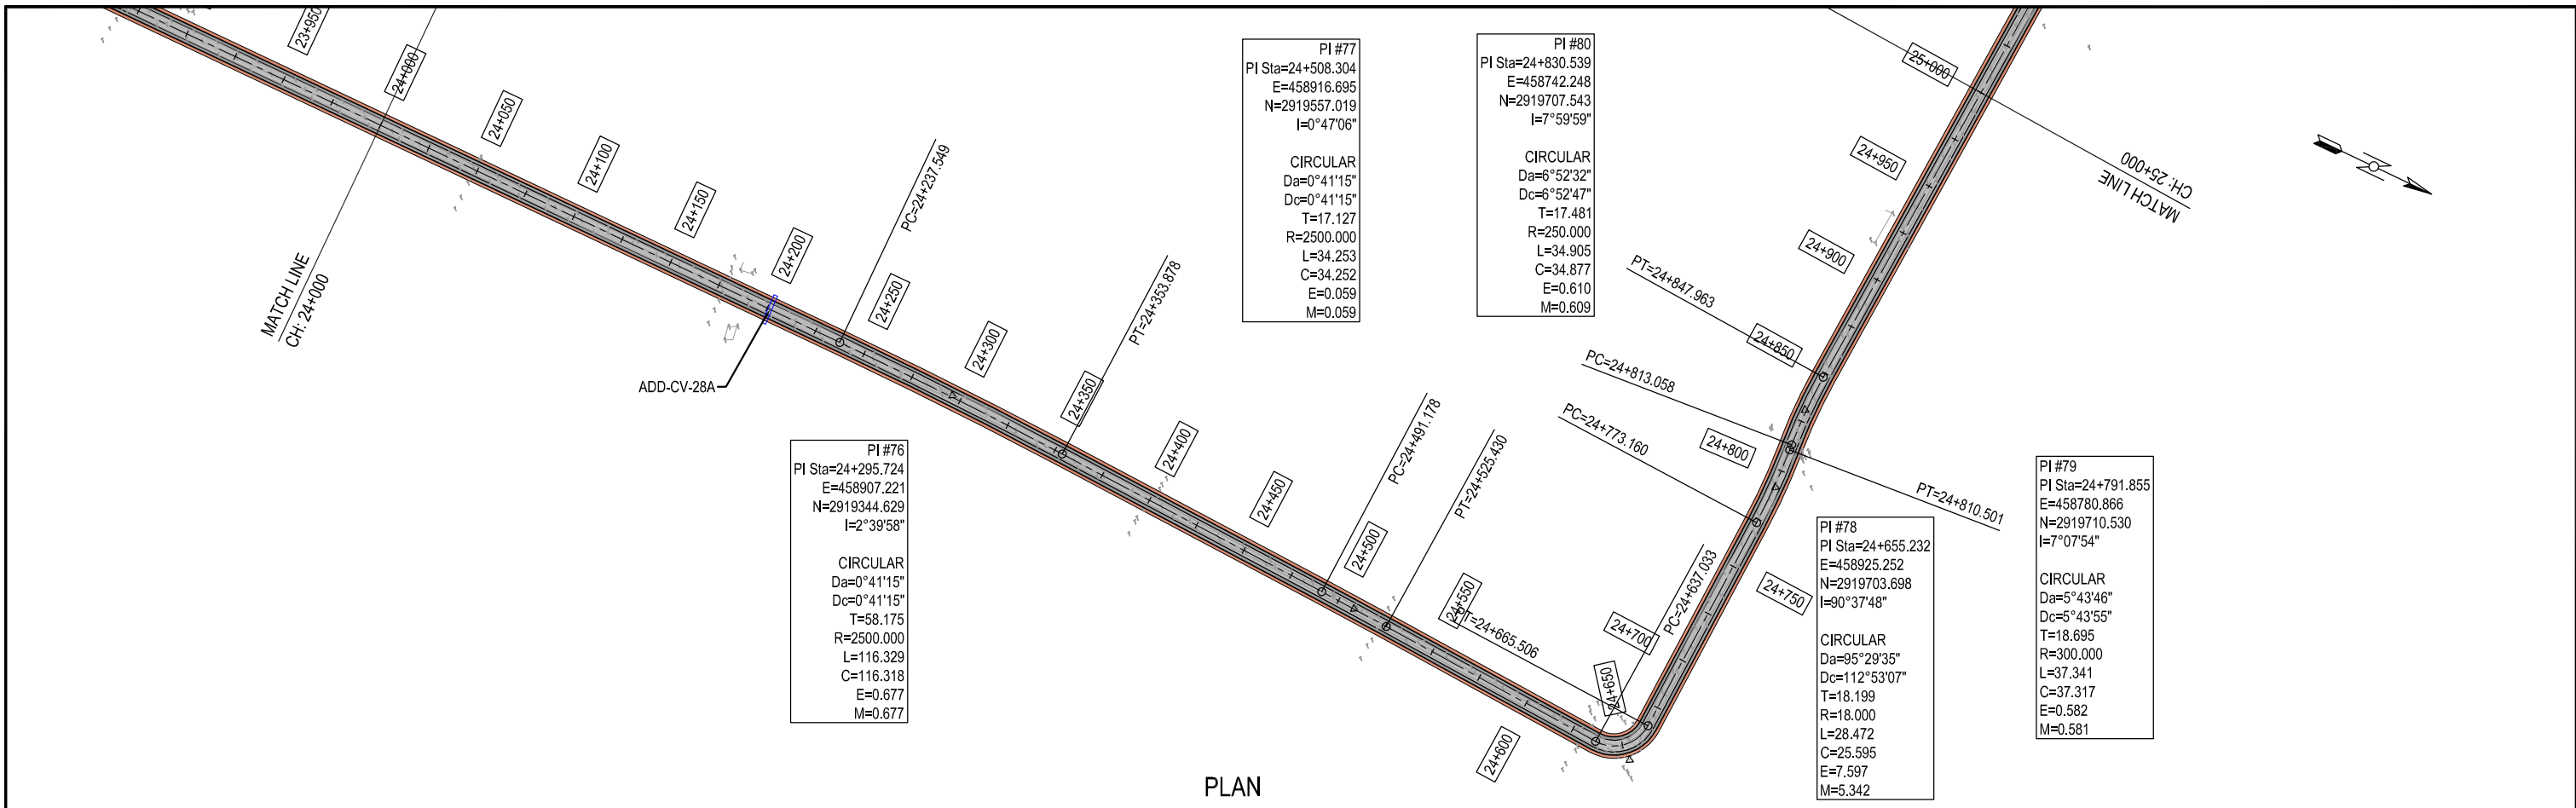 23+950
24+000
24+050
24+100
24+150
24+200
24+250
24+300
24+350
24+400
24+450
24+500
24+550
24+600
24+650
24+700
24+750
24+800
24+850
24+900
24+950
25+000
MATCH LINE
CH: 24+000
ADD-CV-28A
PC=24+237.549
PT=24+353.878
PC=24+491.178
PT=24+525.430
PC=24+637.033
PT=24+665.506
PC=24+773.160
PT=24+810.501
PC=24+813.058
PT=24+847.963
MATCH LINE
CH: 25+000
N
PI #76
PI Sta=24+295.724
E=458907.221
N=2919344.629
I=2°39'58"
CIRCULAR
Da=0°41'15"
Dc=0°41'15"
T=58.175
R=2500.000
L=116.329
C=116.318
E=0.677
M=0.677
PI #77
PI Sta=24+508.304
E=458916.695
N=2919557.019
I=0°47'06"
CIRCULAR
Da=0°41'15"
Dc=0°41'15"
T=17.127
R=2500.000
L=34.253
C=34.252
E=0.059
M=0.059
PI #80
PI Sta=24+830.539
E=458742.248
N=2919707.543
I=7°59'59"
CIRCULAR
Da=6°52'32"
Dc=6°52'47"
T=17.481
R=250.000
L=34.905
C=34.877
E=0.610
M=0.609
PI #78
PI Sta=24+655.232
E=458925.252
N=2919703.698
I=90°37'48"
CIRCULAR
Da=95°29'35"
Dc=112°53'07"
T=18.199
R=18.000
L=28.472
C=25.595
E=7.597
M=5.342
PI #79
PI Sta=24+791.855
E=458780.866
N=2919710.530
I=7°07'54"
CIRCULAR
Da=5°43'46"
Dc=5°43'55"
T=18.695
R=300.000
L=37.341
C=37.317
E=0.582
M=0.581
PLAN